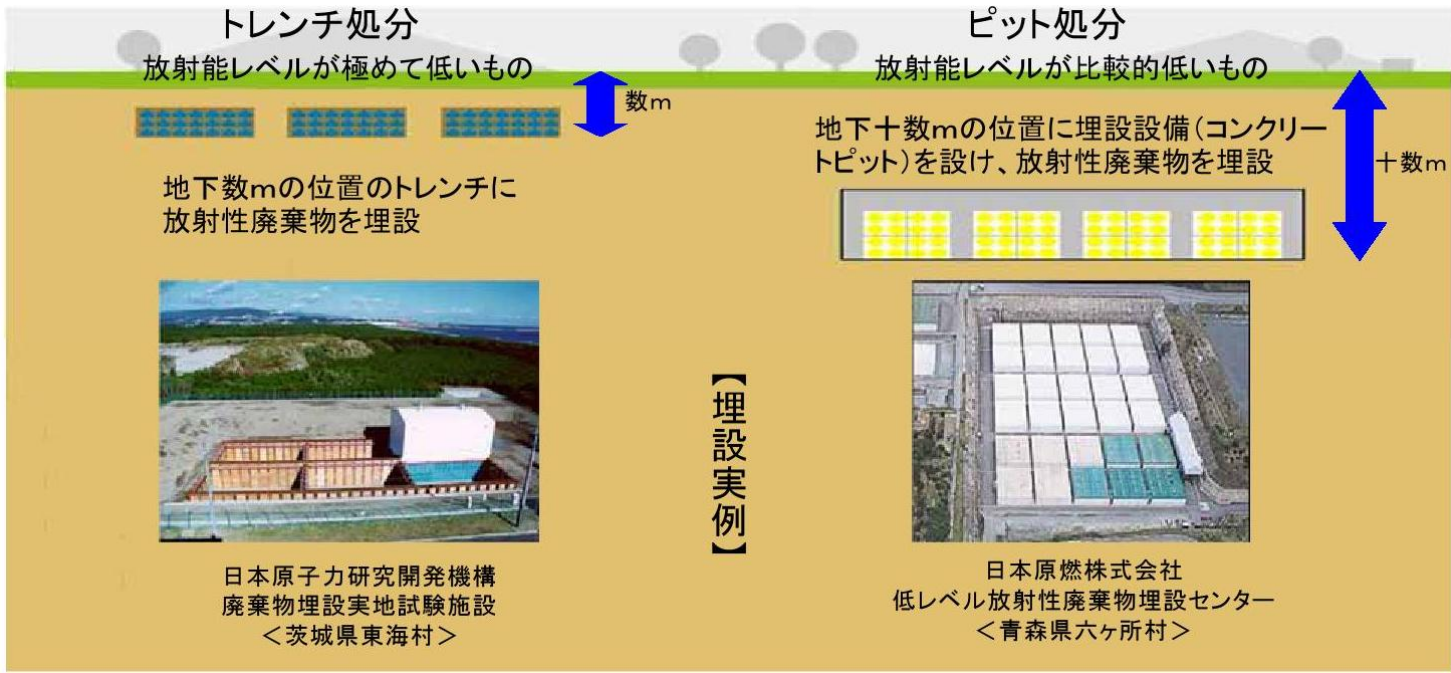 トレンチ処分
放射能レベルが極めて低いもの
数m
地下数mの位置のトレンチに
放射性廃棄物を埋設
日本原子力研究開発機構
廃棄物埋設実地試験施設
＜茨城県東海村＞
【埋設実例】
ピット処分
放射能レベルが比較的低いもの
地下十数mの位置に埋設設備（コンクリー
トピット）を設け、放射性廃棄物を埋設
十数m
日本原燃株式会社
低レベル放射性廃棄物埋設センター
＜青森県六ヶ所村＞